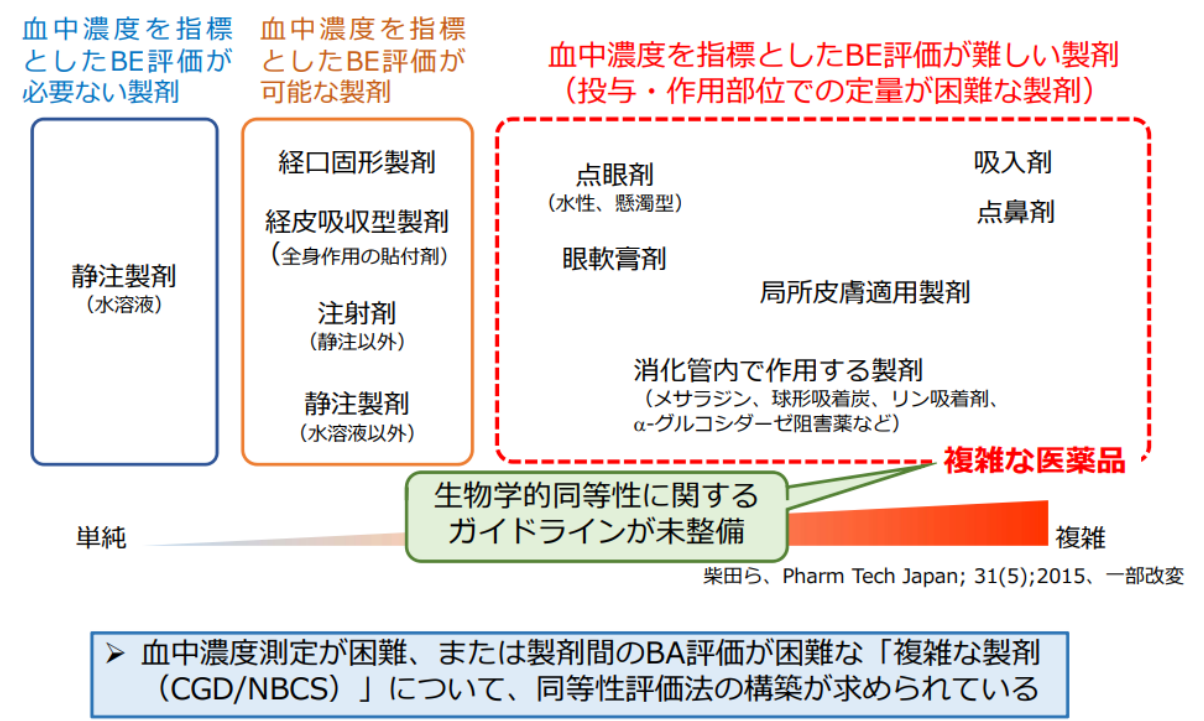 血中濃度を指標
としたBE評価が
必要ない製剤
血中濃度を指標
としたBE評価が
可能な製剤
血中濃度を指標としたBE評価が難しい製剤
（投与・作用部位での定量が困難な製剤）
静注製剤
（水溶液）
経口固形製剤
経皮吸収型製剤
（全身作用の貼付剤）
注射剤
（静注以外）
静注製剤
（水溶液以外）
点眼剤
（水性、懸濁型）
眼軟膏剤
吸入剤
点鼻剤
局所皮膚適用製剤
消化管内で作用する製剤
（メサラジン、球形吸着炭、リン吸着剤、
α-グルコシダーゼ阻害薬など）
複雑な医薬品
生物学的同等性に関する
ガイドラインが未整備
単純
複雑
柴田ら、Pharm Tech Japan; 31(5);2015、一部改変
➢ 血中濃度測定が困難、または製剤間のBA評価が困難な「複雑な製剤
（CGD/NBCS）」について、同等性評価法の構築が求められている